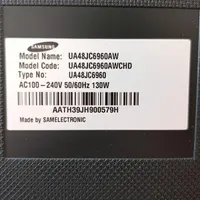 SAMSUNG
Model Name: UA48JC6960AW
Model Code: UA48JC6960AWCHD
Type No: UA48JC6960
AC100-240V 50/60Hz 130W
AATH39JH900579H
Made by SAMELECTRONIC